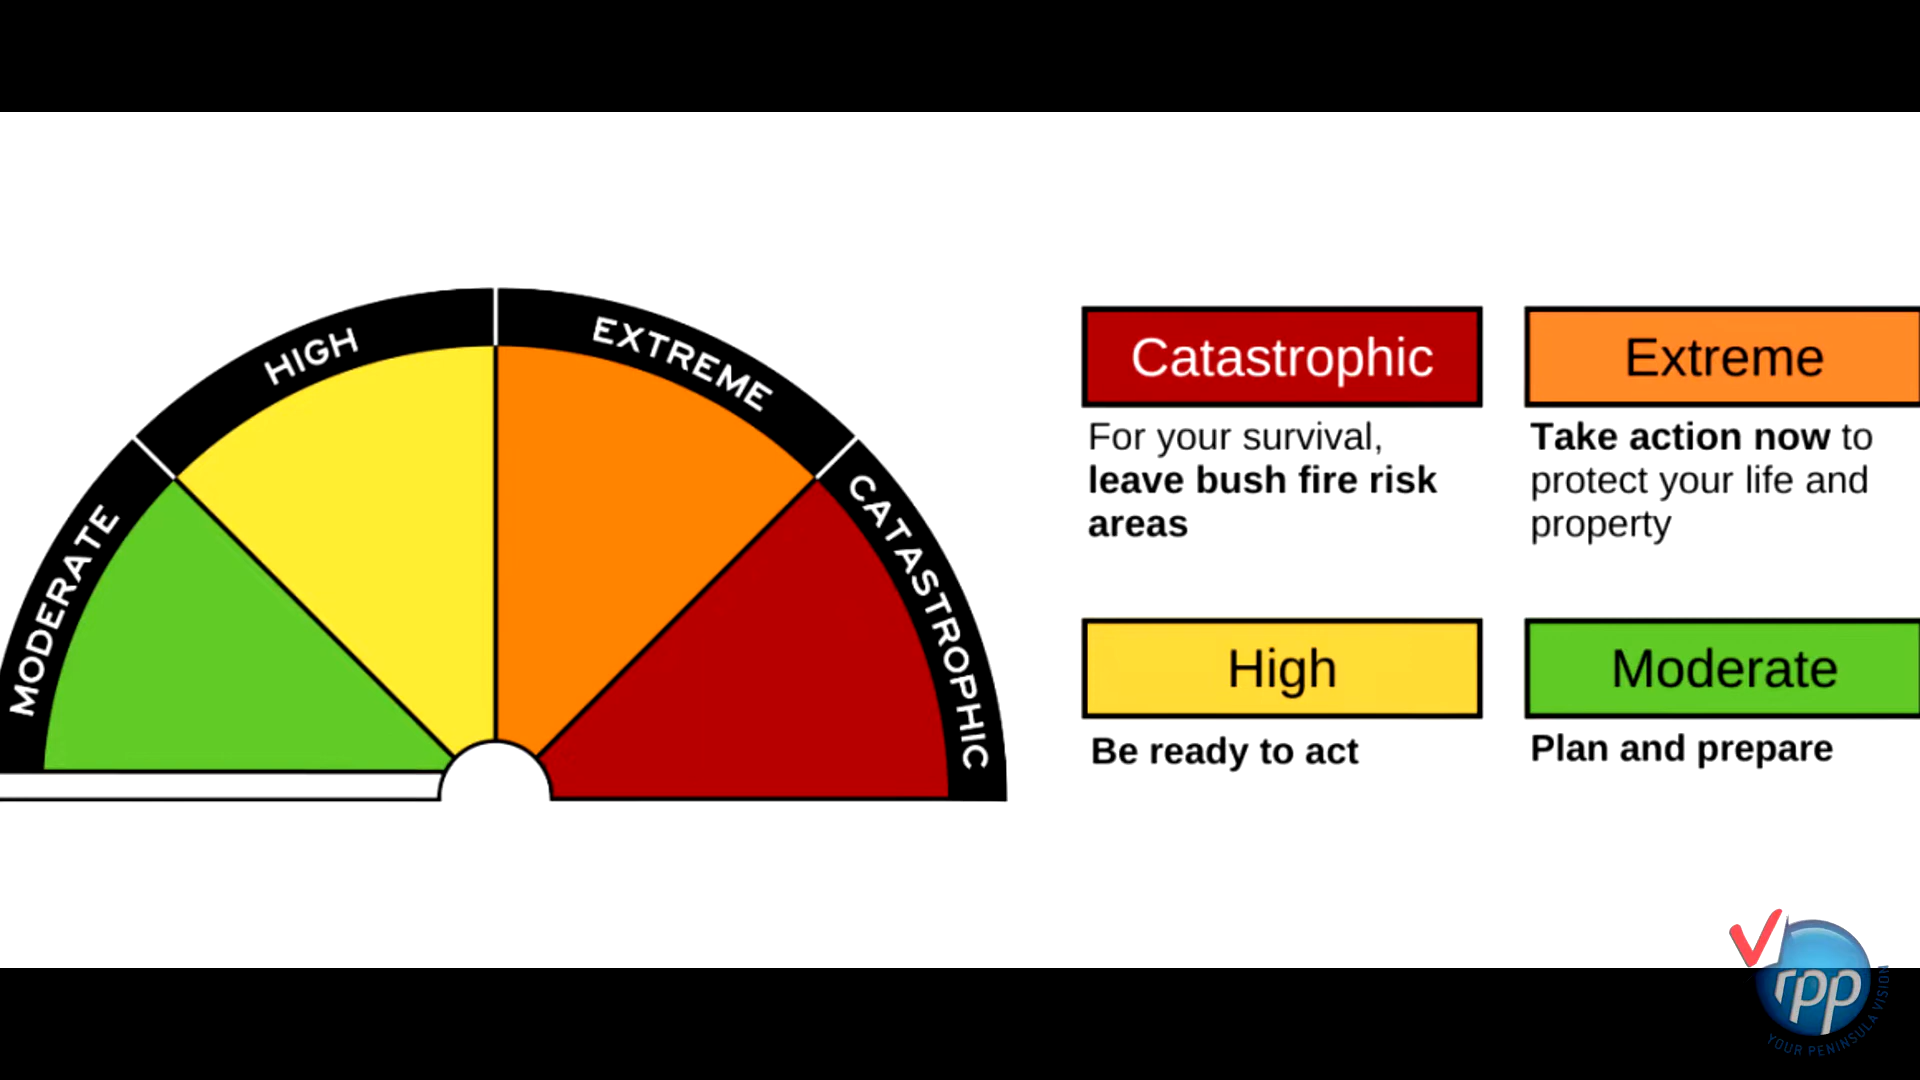 MODERATE
HIGH
EXTREME
CATASTROPHIC
Catastrophic
For your survival,
leave bush fire risk
areas
Extreme
Take action now to
protect your life and
property
High
Be ready to act
Moderate
Plan and prepare
rpp
YOUR PENINSULA VISION